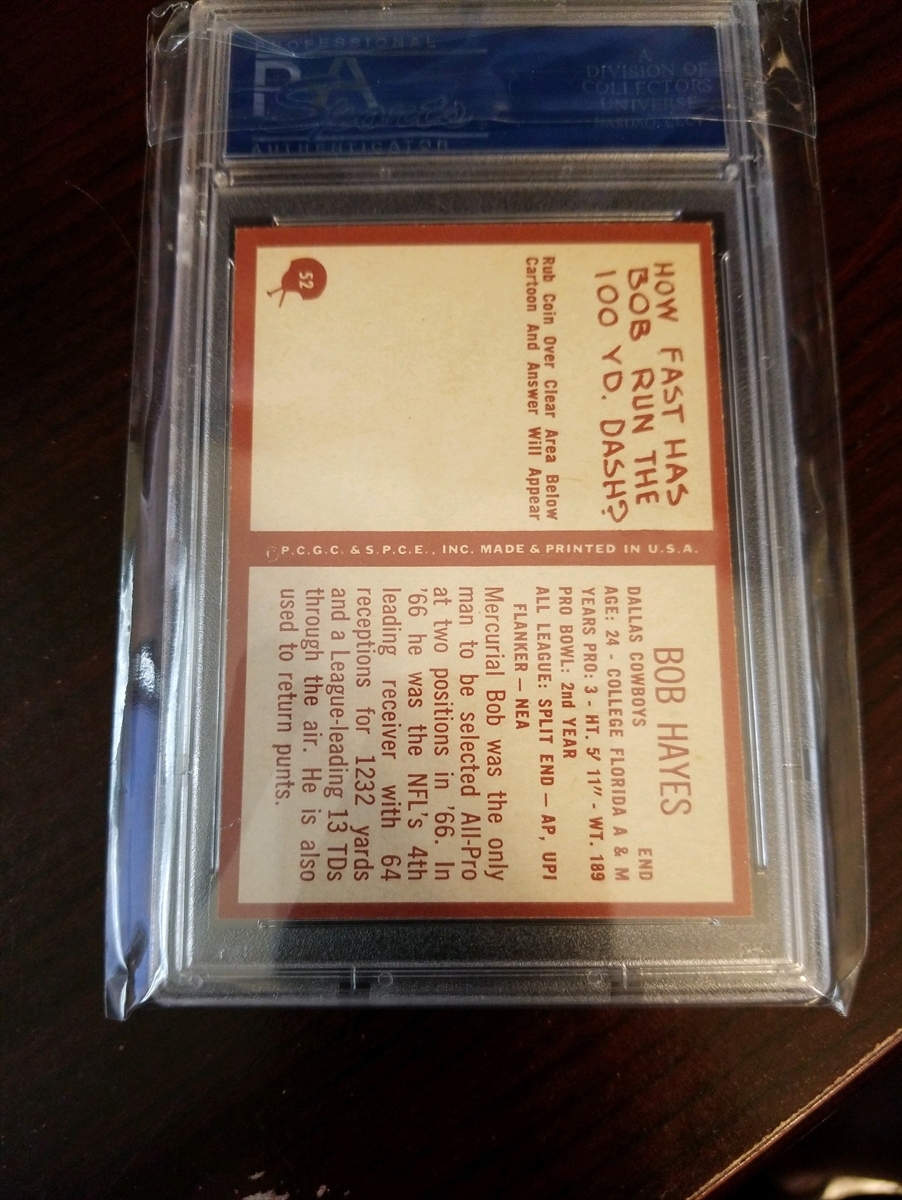 PROFESSIONAL
PSA
Sports
AUTHENTICATOR
A
DIVISION OF
COLLECTORS
UNIVERSE
HOW FAST HAS
BOB RUN THE
100 YD. DASH?
Rub Coin Over Clear Area Below
Cartoon And Answer Will Appear
52
P.C.G.C. & S.P.C.E., INC. MADE & PRINTED IN U.S.A.
BOB HAYES
END
DALLAS COWBOYS
AGE: 24 - COLLEGE FLORIDA A & M
YEARS PRO: 3 - HT. 5' 11" - WT. 189
PRO BOWL: 2nd YEAR
ALL LEAGUE: SPLIT END — AP, UPI
FLANKER — NEA
Mercurial Bob was the only
man to be selected All-Pro
at two positions in '66. In
'66 he was the NFL's 4th
leading receiver with 64
receptions for 1232 yards
and a League-leading 13 TDs
through the air. He is also
used to return punts.